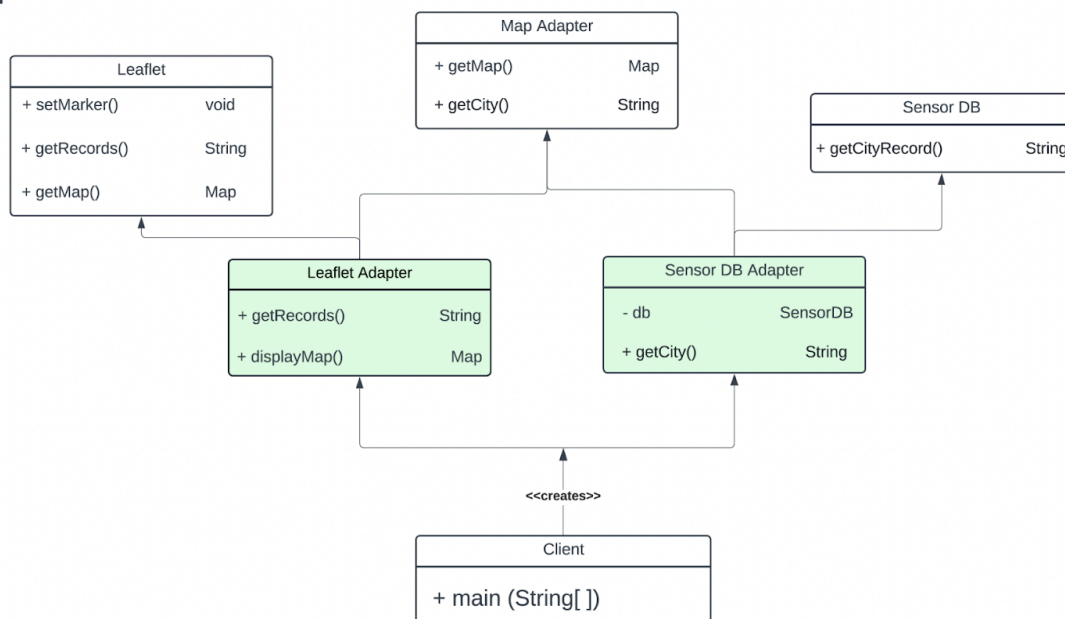 Map Adapter
+ getMap() Map
+ getCity() String
Leaflet
+ setMarker() void
+ getRecords() String
+ getMap() Map
Sensor DB
+ getCityRecord() String
Leaflet Adapter
+ getRecords() String
+ displayMap() Map
Sensor DB Adapter
- db SensorDB
+ getCity() String
<<creates>>
Client
+ main (String[ ])